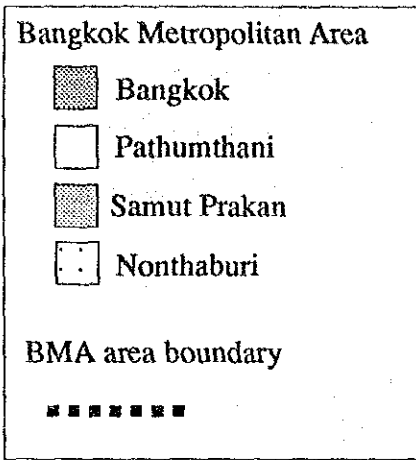 Bangkok Metropolitan Area
Bangkok
Pathumthani
Samut Prakan
Nonthaburi
BMA area boundary